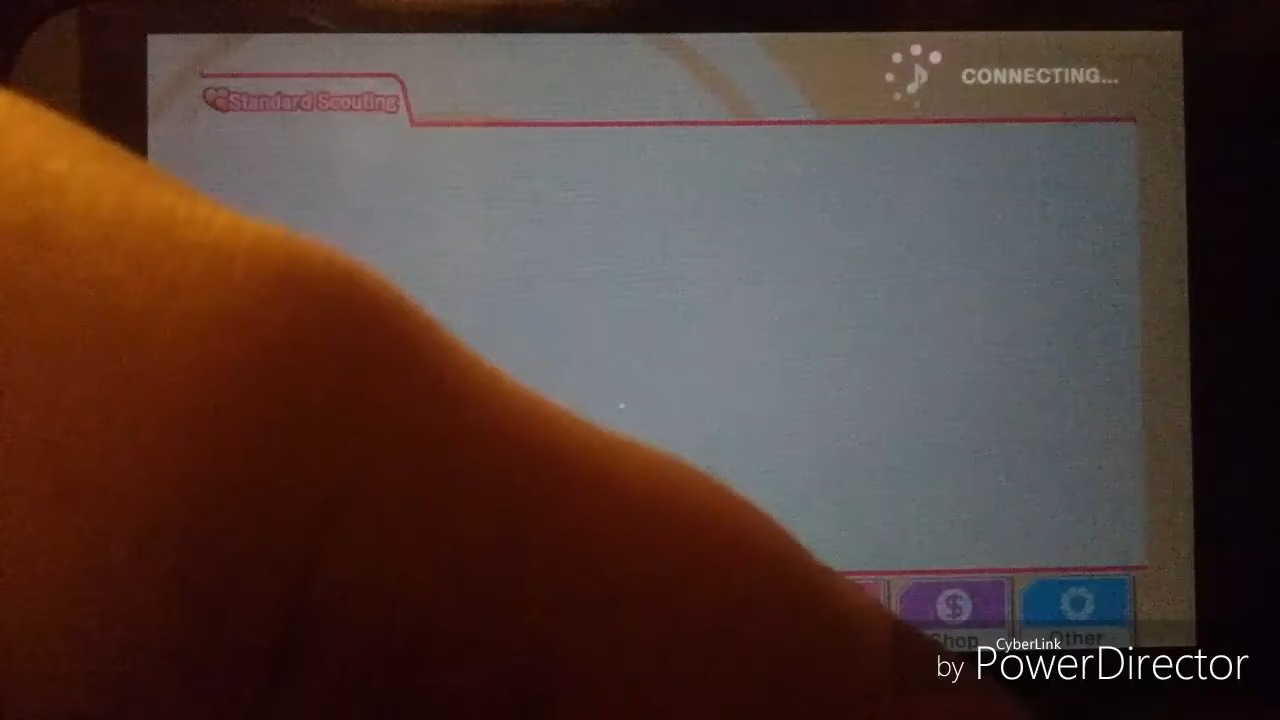 CONNECTING...
Standard Scouting
Shop
Other
CyberLink
by PowerDirector